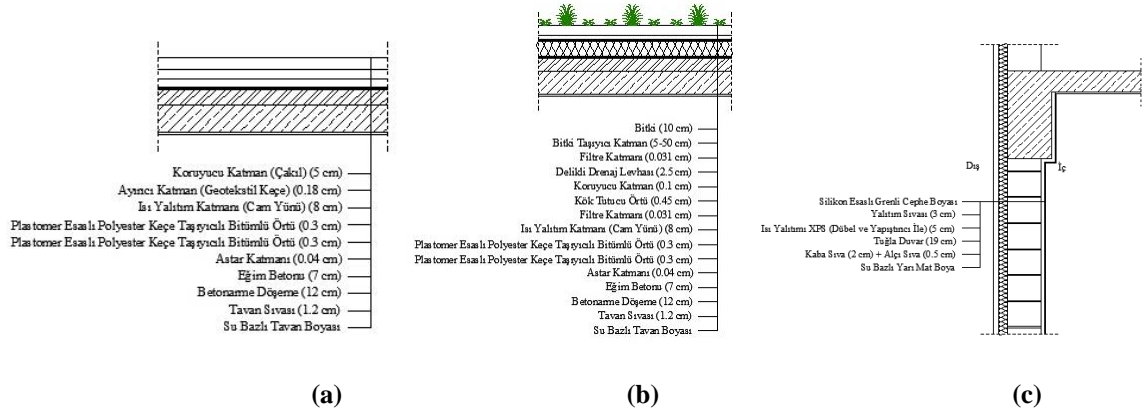 Koruyucu Katman (Çakıl) (5 cm)
Ayırıcı Katman (Geotekstil Keçe) (0.18 cm)
Isı Yalıtım Katmanı (Cam Yünü) (8 cm)
Plastomer Esaslı Polyester Keçe Taşıyıcılı Bitümlü Örtü (0.3 cm)
Plastomer Esaslı Polyester Keçe Taşıyıcılı Bitümlü Örtü (0.3 cm)
Astar Katmanı (0.04 cm)
Eğim Betonu (7 cm)
Betonarme Döşeme (12 cm)
Tavan Sıvası (1.2 cm)
Su Bazlı Tavan Boyası
(a)
Bitki (10 cm)
Bitki Taşıyıcı Katman (5-50 cm)
Filtre Katmanı (0.031 cm)
Delikli Drenaj Levhası (2.5 cm)
Koruyucu Katman (0.1 cm)
Kök Tutucu Örtü (0.45 cm)
Filtre Katmanı (0.031 cm)
Isı Yalıtım Katmanı (Cam Yünü) (8 cm)
Plastomer Esaslı Polyester Keçe Taşıyıcılı Bitümlü Örtü (0.3 cm)
Plastomer Esaslı Polyester Keçe Taşıyıcılı Bitümlü Örtü (0.3 cm)
Astar Katmanı (0.04 cm)
Eğim Betonu (7 cm)
Betonarme Döşeme (12 cm)
Tavan Sıvası (1.2 cm)
Su Bazlı Tavan Boyası
(b)
Dış
İç
Silikon Esaslı Grenli Cephe Boyası
Yalıtım Sıvası (3 cm)
Isı Yalıtımı XPS (Dübel ve Yapıştırıcı İle) (5 cm)
Tuğla Duvar (19 cm)
Kaba Sıva (2 cm) + Alçı Sıva (0.5 cm)
Su Bazlı Yarı Mat Boya
(c)